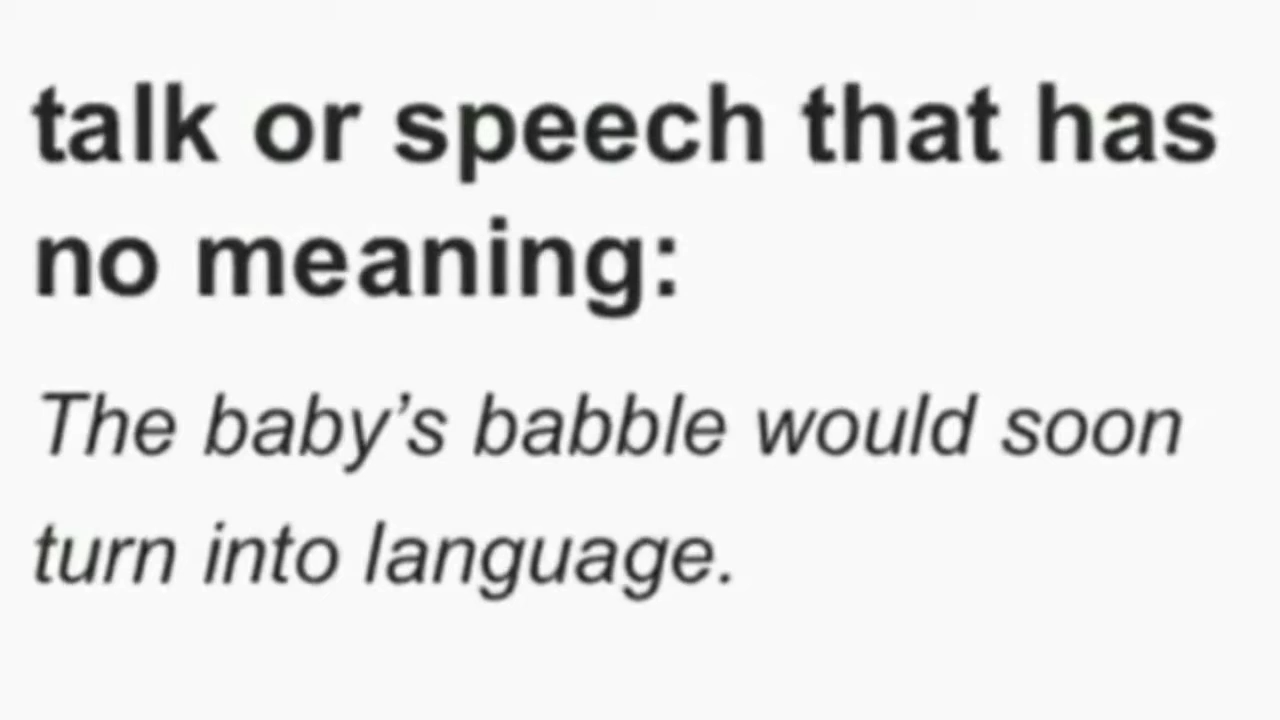 talk or speech that has
no meaning:
The baby’s babble would soon
turn into language.